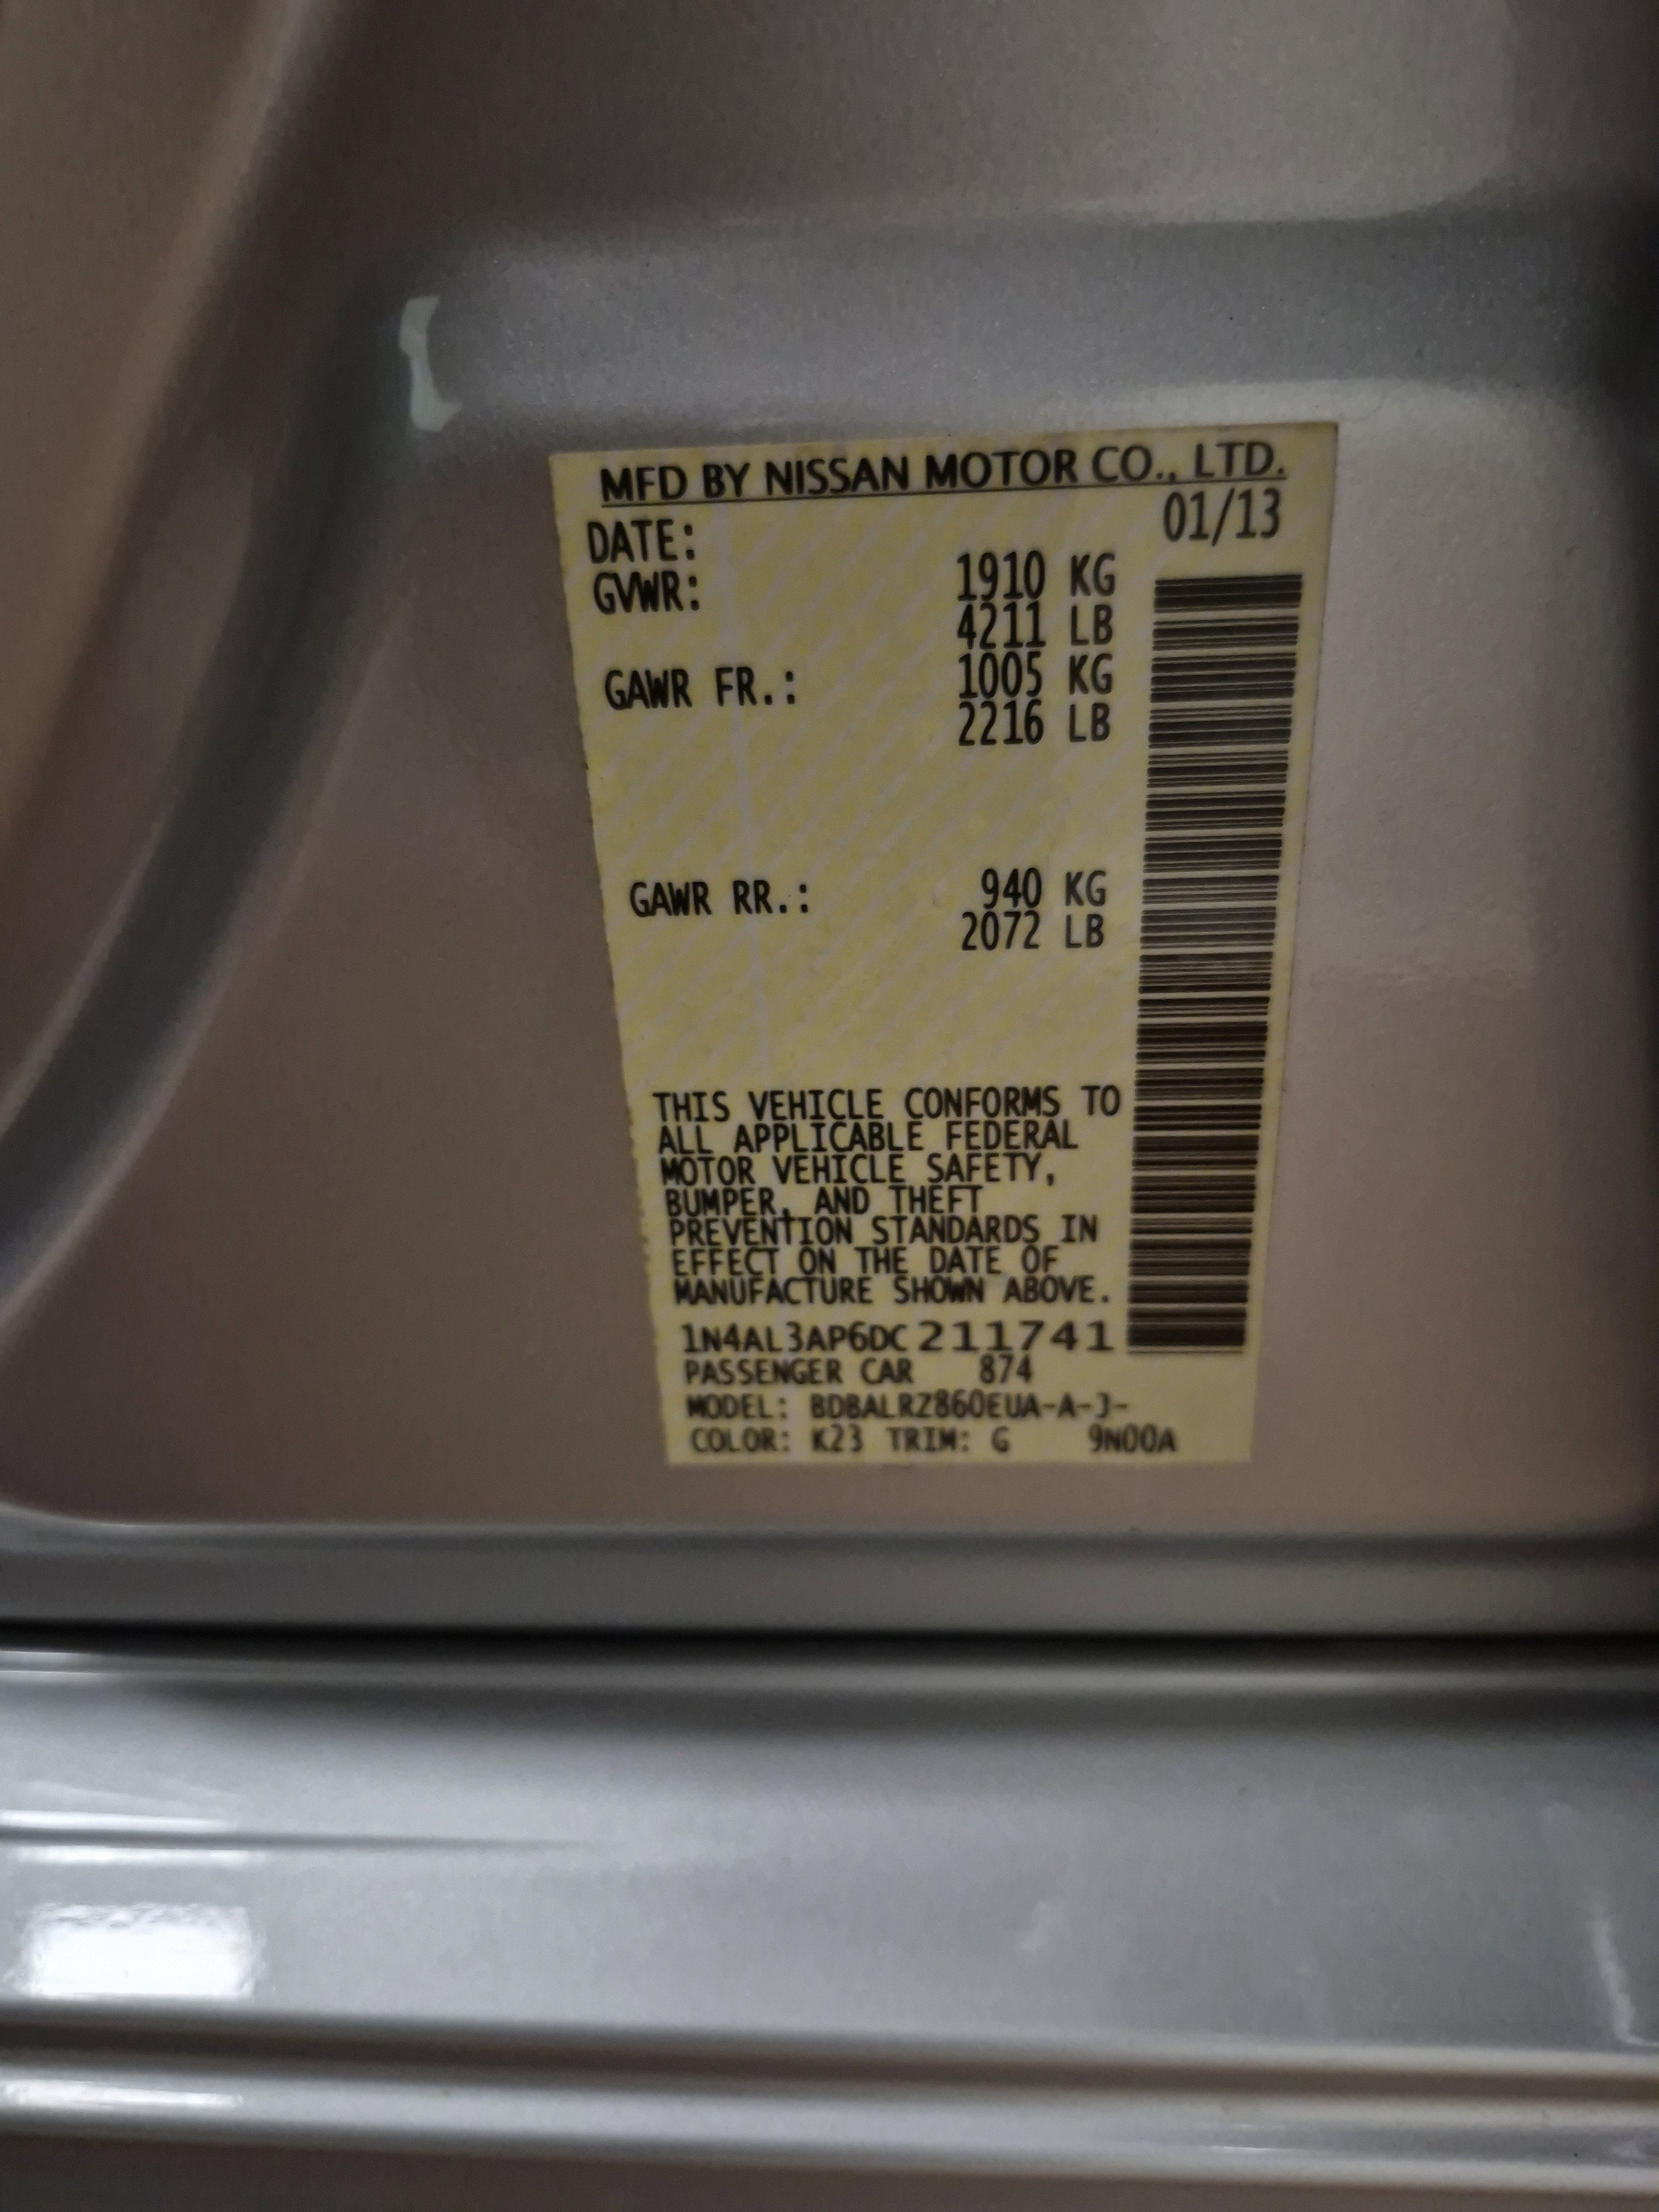 MFD BY NISSAN MOTOR CO., LTD.
DATE: 01/13
GVWR: 1910 KG
4211 LB
GAWR FR.: 1005 KG
2216 LB
GAWR RR.: 940 KG
2072 LB
THIS VEHICLE CONFORMS TO
ALL APPLICABLE FEDERAL
MOTOR VEHICLE SAFETY,
BUMPER, AND THEFT
PREVENTION STANDARDS IN
EFFECT ON THE DATE OF
MANUFACTURE SHOWN ABOVE.
1N4AL3AP6DC211741
PASSENGER CAR 874
MODEL: BDBALRZ860EUA-A-J-
COLOR: K23 TRIM: G 9N00A